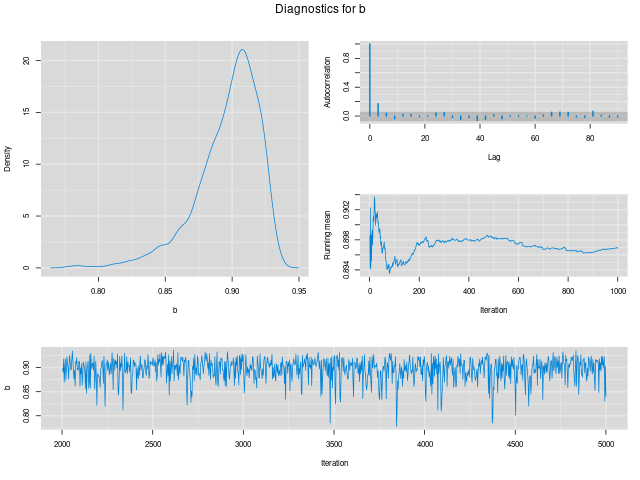 Diagnostics for b
Density
0 5 10 15 20
0.80 0.85 0.90 0.95
b
Autocorrelation
0.0 0.4 0.8
0 20 40 60 80
Lag
Running mean
0.894 0.898 0.902
0 200 400 600 800 1000
Iteration
b
0.80 0.85 0.90
2000 2500 3000 3500 4000 4500 5000
Iteration